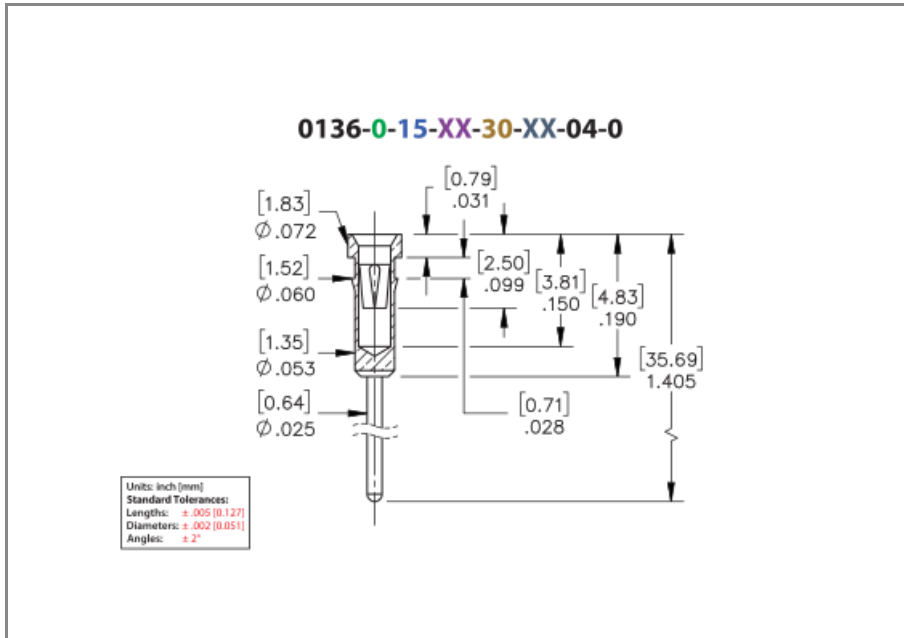 0136-0-15-XX-30-XX-04-0
[0.79]
.031
[1.83]
Ø.072
[1.52]
Ø.060
[2.50]
.099
[3.81]
.150
[4.83]
.190
[1.35]
Ø.053
[35.69]
1.405
[0.64]
Ø.025
[0.71]
.028
Units: inch [mm]
Standard Tolerances:
Lengths: ± .005 [0.127]
Diameters: ± .002 [0.051]
Angles: ± 2°